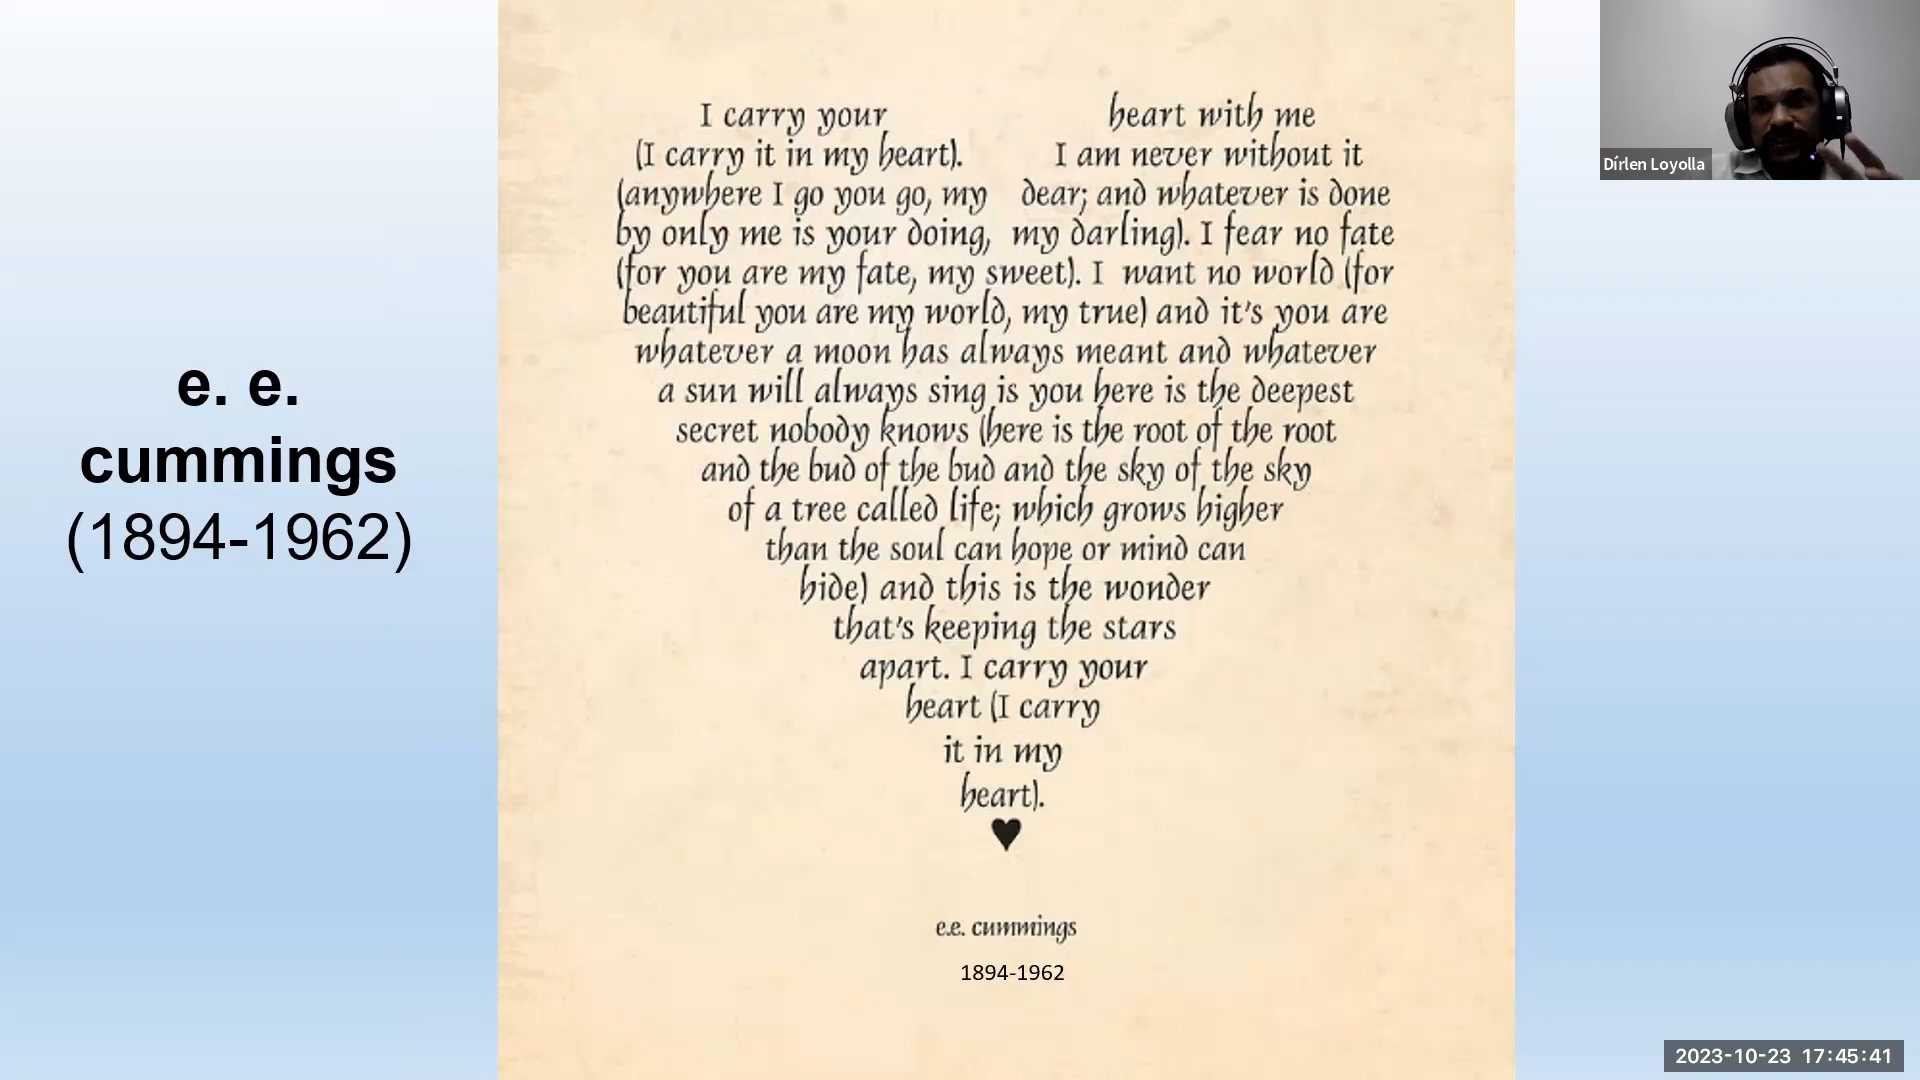 e. e.
cummings
(1894-1962)
I carry your heart with me
(I carry it in my heart). I am never without it
(anywhere I go you go, my dear; and whatever is done
by only me is your doing, my darling). I fear no fate
(for you are my fate, my sweet). I want no world (for
beautiful you are my world, my true) and it's you are
whatever a moon has always meant and whatever
a sun will always sing is you here is the deepest
secret nobody knows (here is the root of the root
and the bud of the bud and the sky of the sky
of a tree called life; which grows higher
than the soul can hope or mind can
hide) and this is the wonder
that's keeping the stars
apart. I carry your
heart (I carry
it in my
heart).
e.e. cummings
1894-1962
Dírlen Loyolla
2023-10-23 17:45:41